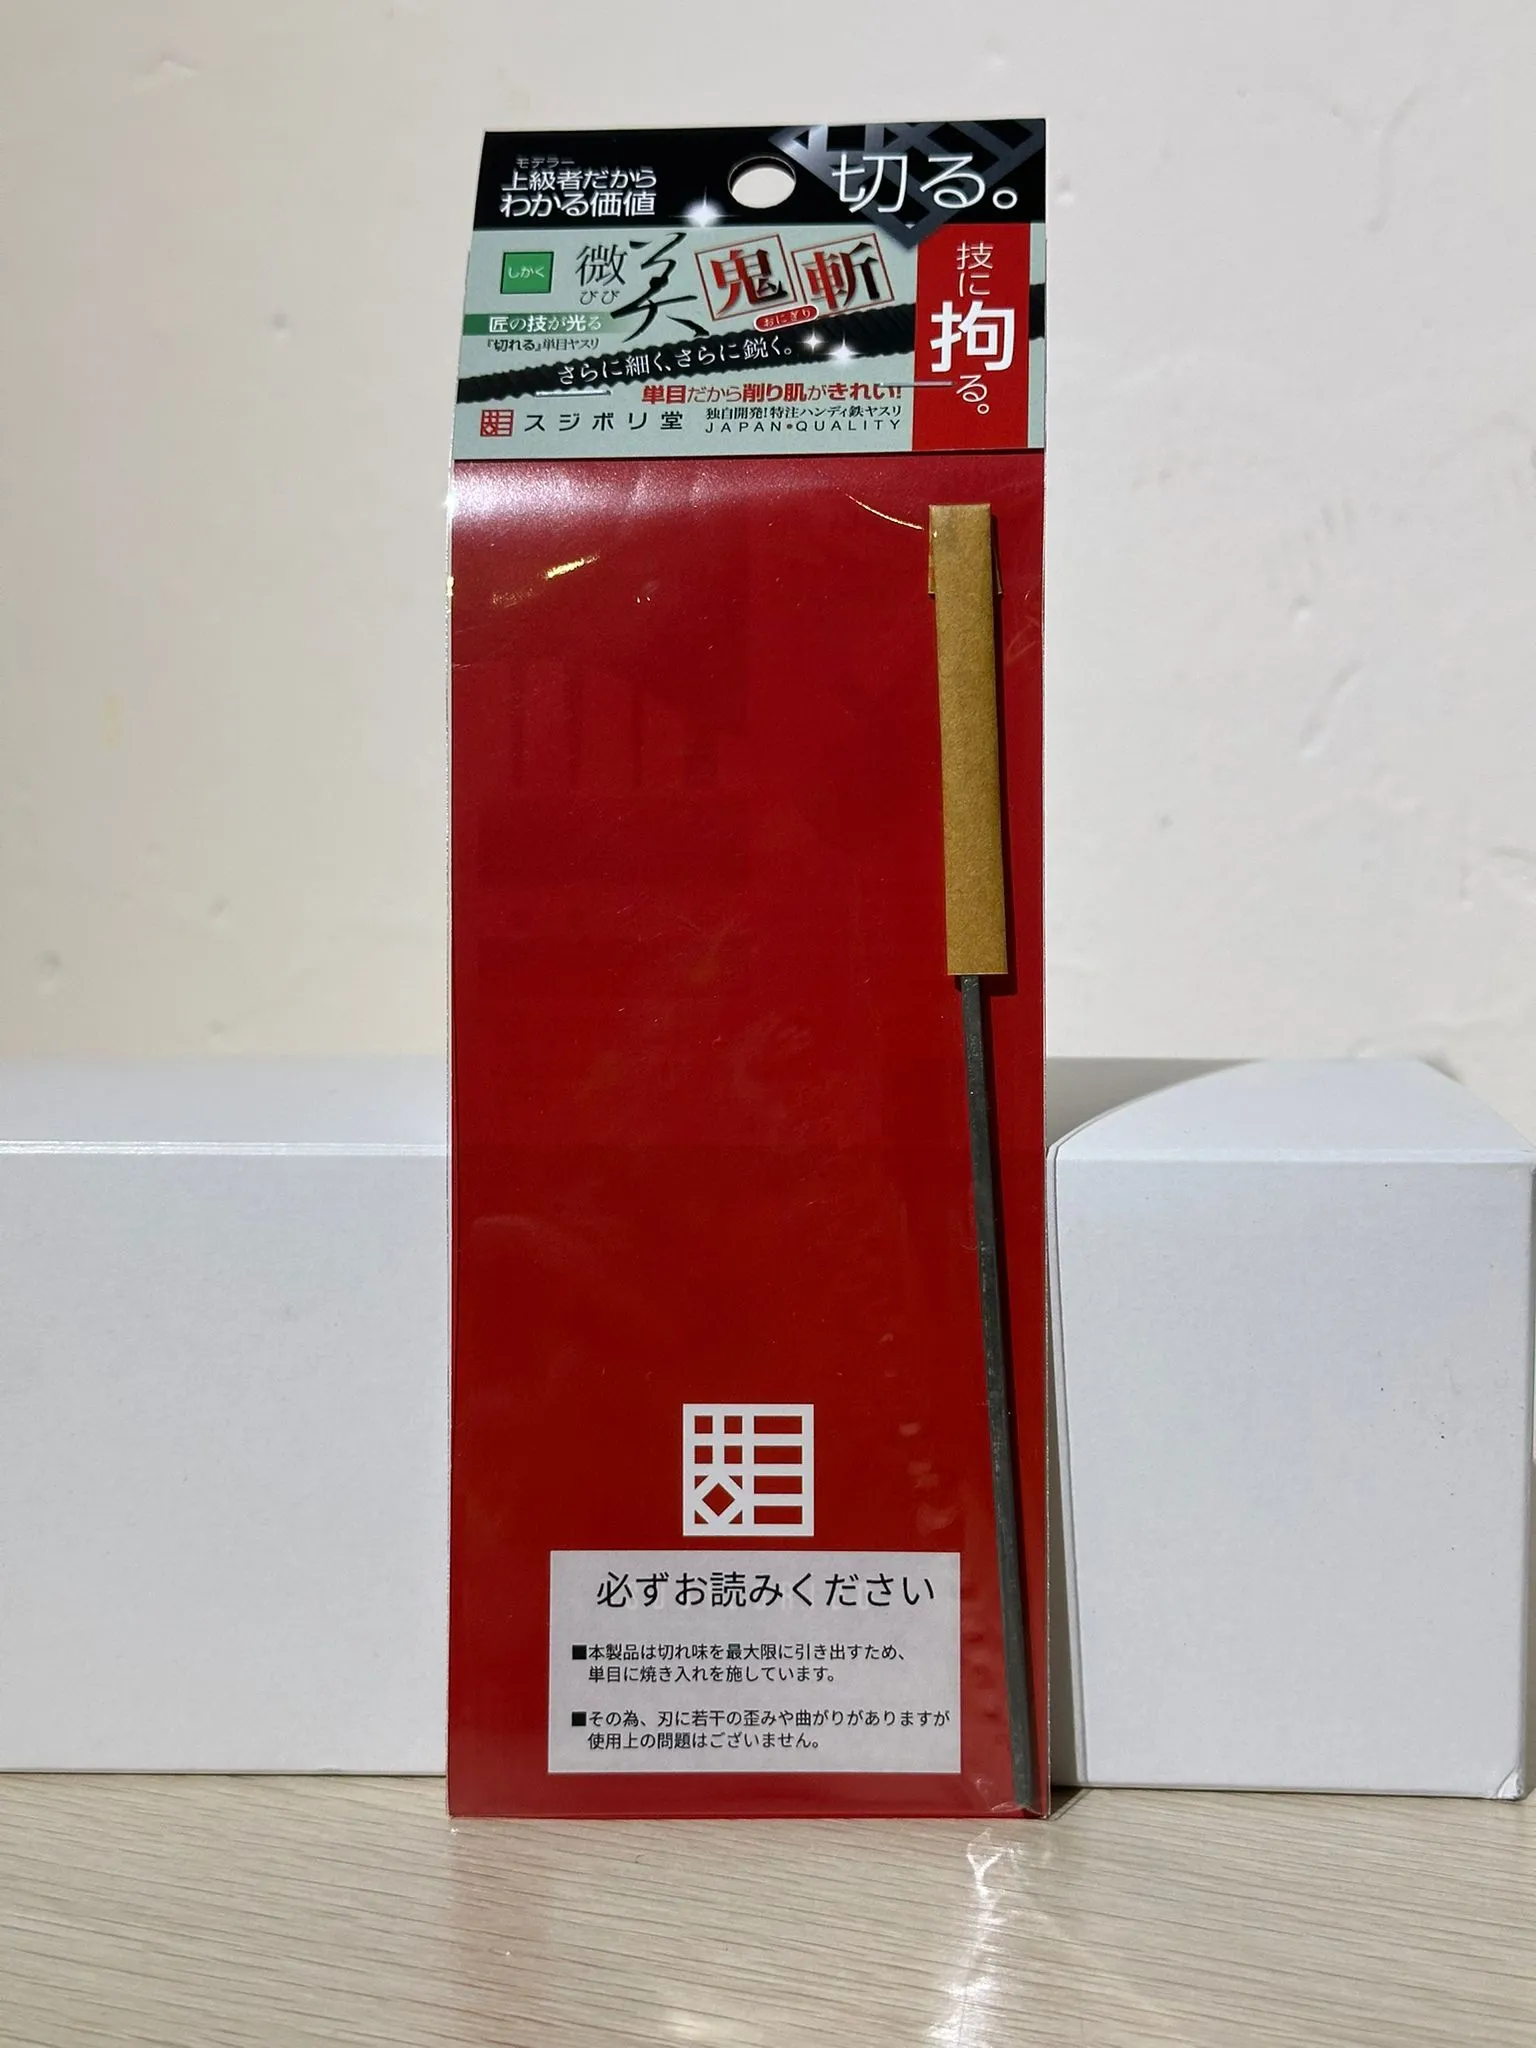 モデラー
上級者だから
わかる価値
切る。
しかく
微美
びび
鬼斬
おにぎり
匠の技が光る
『切れる』単目ヤスリ
さらに細く、さらに鋭く。
単目だから削り肌がきれい!
スジボリ堂
独自開発!特注ハンディ鉄ヤスリ
JAPAN•QUALITY
技に
拘
る。
必ずお読みください
■本製品は切れ味を最大限に引き出すため、
単目に焼き入れを施しています。
■その為、刃に若干の歪みや曲がりがありますが
使用上の問題はございません。